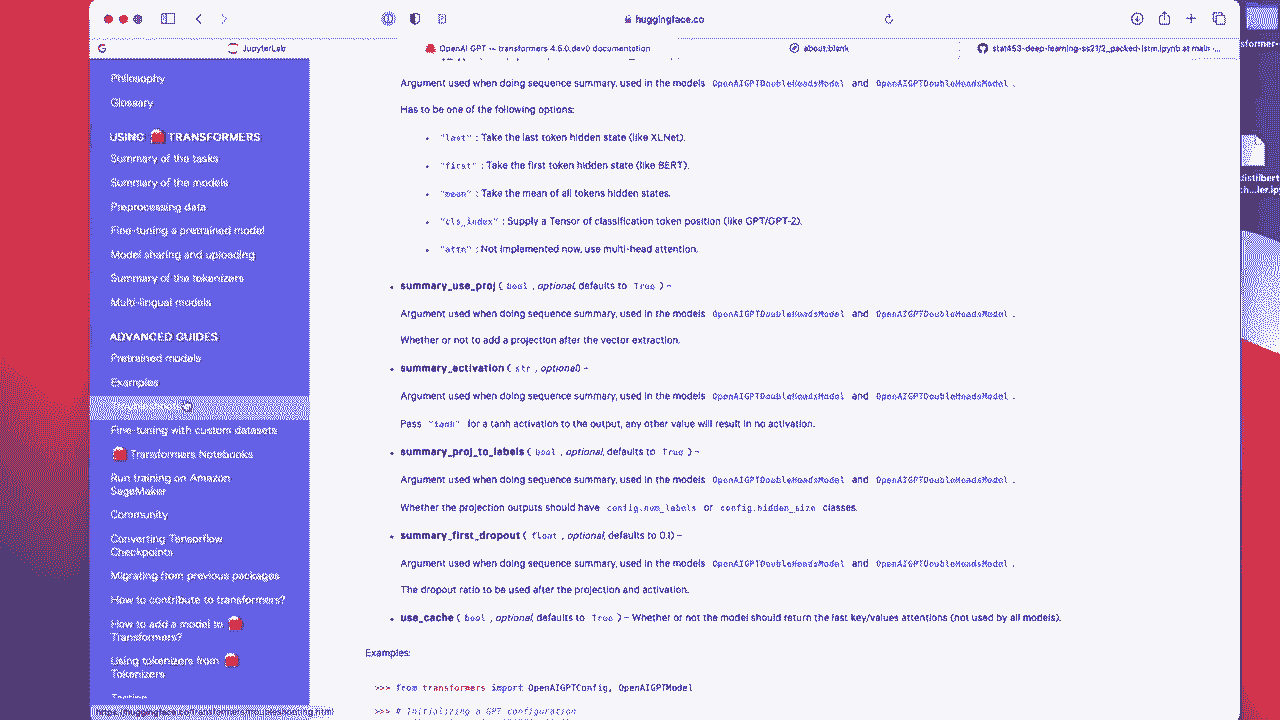 huggingface.co
JupyterLab
OpenAI GPT — transformers 4.6.0.dev0 documentation
about:blank
stat453-deep-learning-ss21/2_packed-lstm.ipynb at main ·...
Philosophy
Glossary
USING TRANSFORMERS
Summary of the tasks
Summary of the models
Preprocessing data
Fine-tuning a pretrained model
Model sharing and uploading
Summary of the tokenizers
Multi-lingual models
ADVANCED GUIDES
Pretrained models
Examples
Fine-tuning with custom datasets
Transformers Notebooks
Run training on Amazon
SageMaker
Community
Converting Tensorflow
Checkpoints
Migrating from previous packages
How to contribute to transformers?
How to add a model to
Transformers?
Using tokenizers from
Tokenizers
Testing
Argument used when doing sequence summary, used in the models OpenAIGPTDoubleHeadsModel and OpenAIGPTDoubleHeadsModel .
Has to be one of the following options:
• "last" : Take the last token hidden state (like XLNet).
• "first" : Take the first token hidden state (like BERT).
• "mean" : Take the mean of all tokens hidden states.
• "cls_index" : Supply a Tensor of classification token position (like GPT/GPT-2).
• "attn" : Not implemented now, use multi-head attention.
• summary_use_proj ( bool , optional, defaults to True ) –
Argument used when doing sequence summary, used in the models OpenAIGPTDoubleHeadsModel and OpenAIGPTDoubleHeadsModel .
Whether or not to add a projection after the vector extraction.
• summary_activation ( str , optional) –
Argument used when doing sequence summary, used in the models OpenAIGPTDoubleHeadsModel and OpenAIGPTDoubleHeadsModel .
Pass "tanh" for a tanh activation to the output, any other value will result in no activation.
• summary_proj_to_labels ( bool , optional, defaults to True ) –
Argument used when doing sequence summary, used in the models OpenAIGPTDoubleHeadsModel and OpenAIGPTDoubleHeadsModel .
Whether the projection outputs should have config.num_labels or config.hidden_size classes.
• summary_first_dropout ( float , optional, defaults to 0.1) –
Argument used when doing sequence summary, used in the models OpenAIGPTDoubleHeadsModel and OpenAIGPTDoubleHeadsModel .
The dropout ratio to be used after the projection and activation.
• use_cache ( bool , optional, defaults to True ) – Whether or not the model should return the last key/values attentions (not used by all models).
Examples:
>>> from transformers import OpenAIGPTConfig, OpenAIGPTModel
>>> # Initializing a GPT configuration
sformer-
distilbert
h...ler.ipy